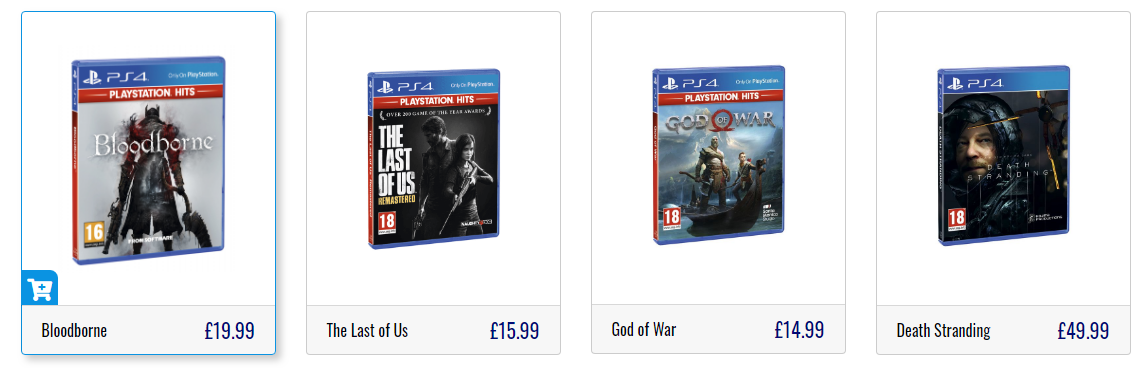 PS4
Only On PlayStation
PLAYSTATION HITS
Bloodborne
16
FROM SOFTWARE
Bloodborne
£19.99
PS4
Only On PlayStation
PLAYSTATION HITS
OVER 200 GAME OF THE YEAR AWARDS
THE
LAST
OF US
REMASTERED
18
NAUGHTY DOG
The Last of Us
£15.99
PS4
Only On PlayStation
PLAYSTATION HITS
GOD OF WAR
18
God of War
£14.99
PS4
DEATH
STRANDING
18
Death Stranding
£49.99